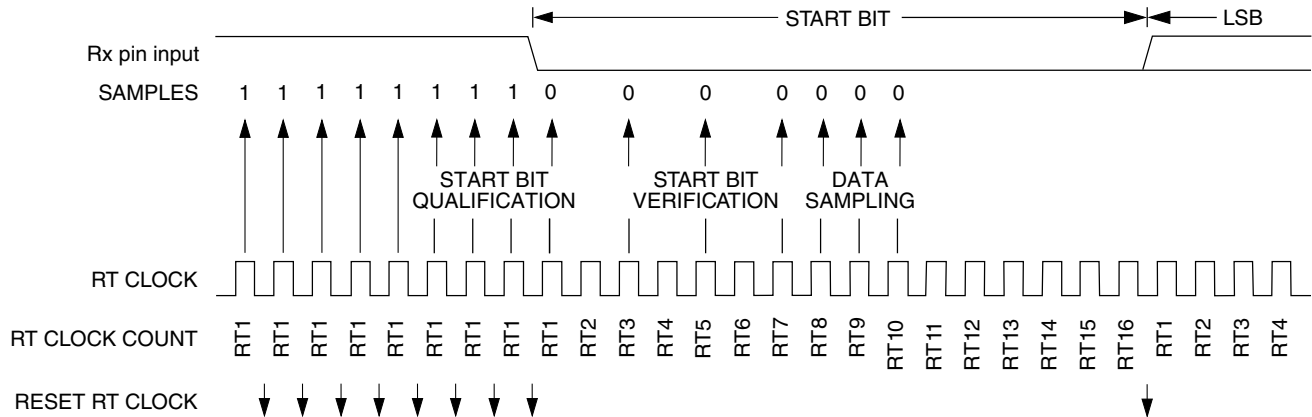 START BIT LSB
Rx pin input
SAMPLES 1 1 1 1 1 1 1 1 0 0 0 0 0 0 0
START BIT QUALIFICATION
START BIT VERIFICATION
DATA SAMPLING
RT CLOCK
RT CLOCK COUNT RT1 RT1 RT1 RT1 RT1 RT1 RT1 RT1 RT1 RT2 RT3 RT4 RT5 RT6 RT7 RT8 RT9 RT10 RT11 RT12 RT13 RT14 RT15 RT16 RT1 RT2 RT3 RT4
RESET RT CLOCK